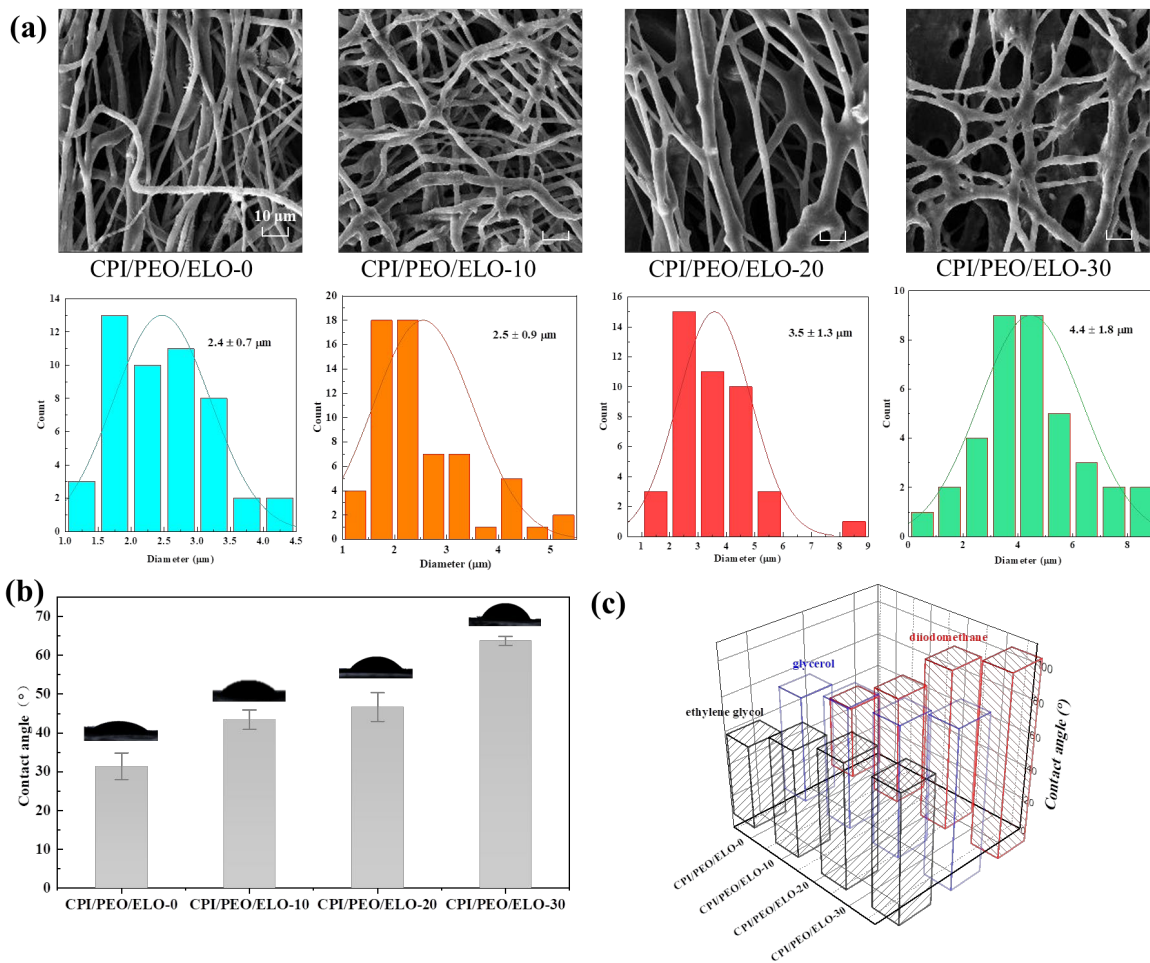 (a)
10 µm
CPI/PEO/ELO-0
CPI/PEO/ELO-10
CPI/PEO/ELO-20
CPI/PEO/ELO-30
14
12
10
8
6
4
2
0
Count
2.4 ± 0.7 µm
1.0 1.5 2.0 2.5 3.0 3.5 4.0 4.5
Diameter (µm)
20
18
16
14
12
10
8
6
4
2
0
Count
2.5 ± 0.9 µm
1 2 3 4 5
Diameter (µm)
16
14
12
10
8
6
4
2
0
Count
3.5 ± 1.3 µm
1 2 3 4 5 6 7 8 9
Diameter (µm)
10
8
6
4
2
0
Count
4.4 ± 1.8 µm
0 2 4 6 8
Diameter (µm)
(b)
70
60
50
40
30
20
10
0
Contact angle (°)
CPI/PEO/ELO-0 CPI/PEO/ELO-10 CPI/PEO/ELO-20 CPI/PEO/ELO-30
(c)
diiodomethane
glycerol
ethylene glycol
100
80
60
40
20
0
Contact angle (°)
CPI/PEO/ELO-0
CPI/PEO/ELO-10
CPI/PEO/ELO-20
CPI/PEO/ELO-30